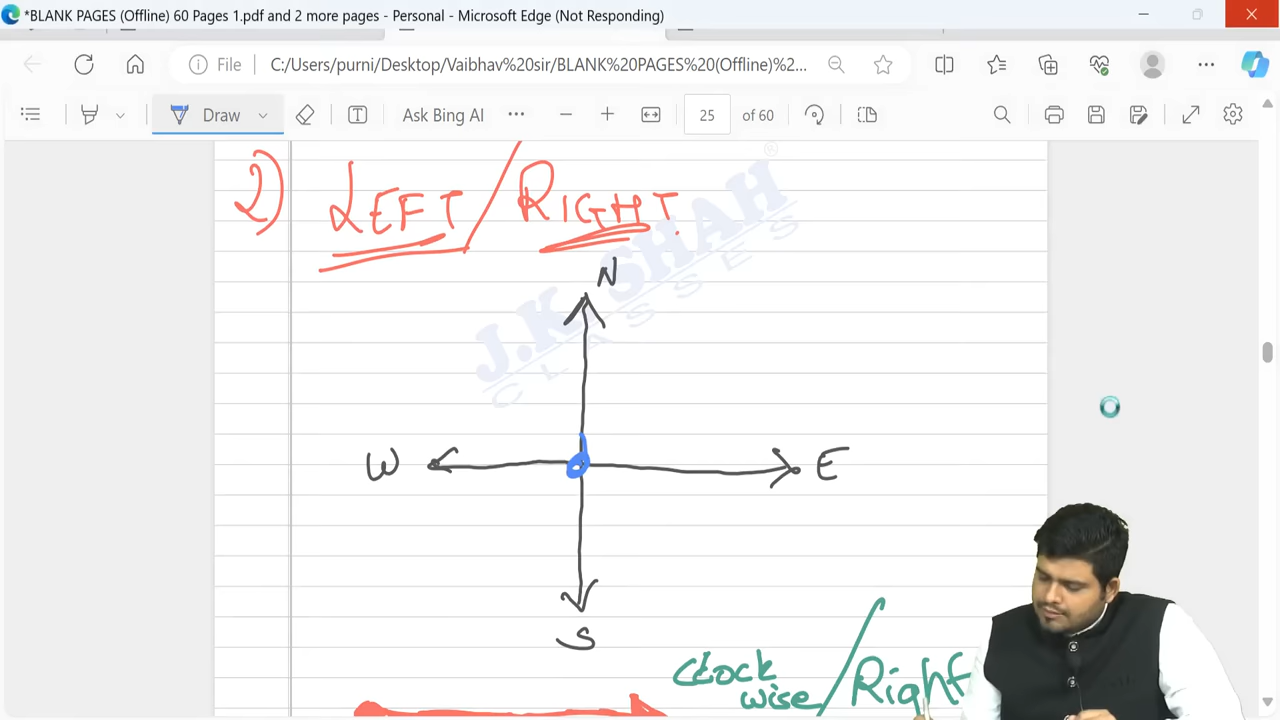 *BLANK PAGES (Offline) 60 Pages 1.pdf and 2 more pages - Personal - Microsoft Edge (Not Responding)
File C:/Users/purni/Desktop/Vaibhav%20sir/BLANK%20PAGES%20(Offline)%2...
Draw Ask Bing AI 25 of 60
2) LEFT/RIGHT.
J.K. SHAH
CLASSES
®
N
W E
S
Clock wise / Right